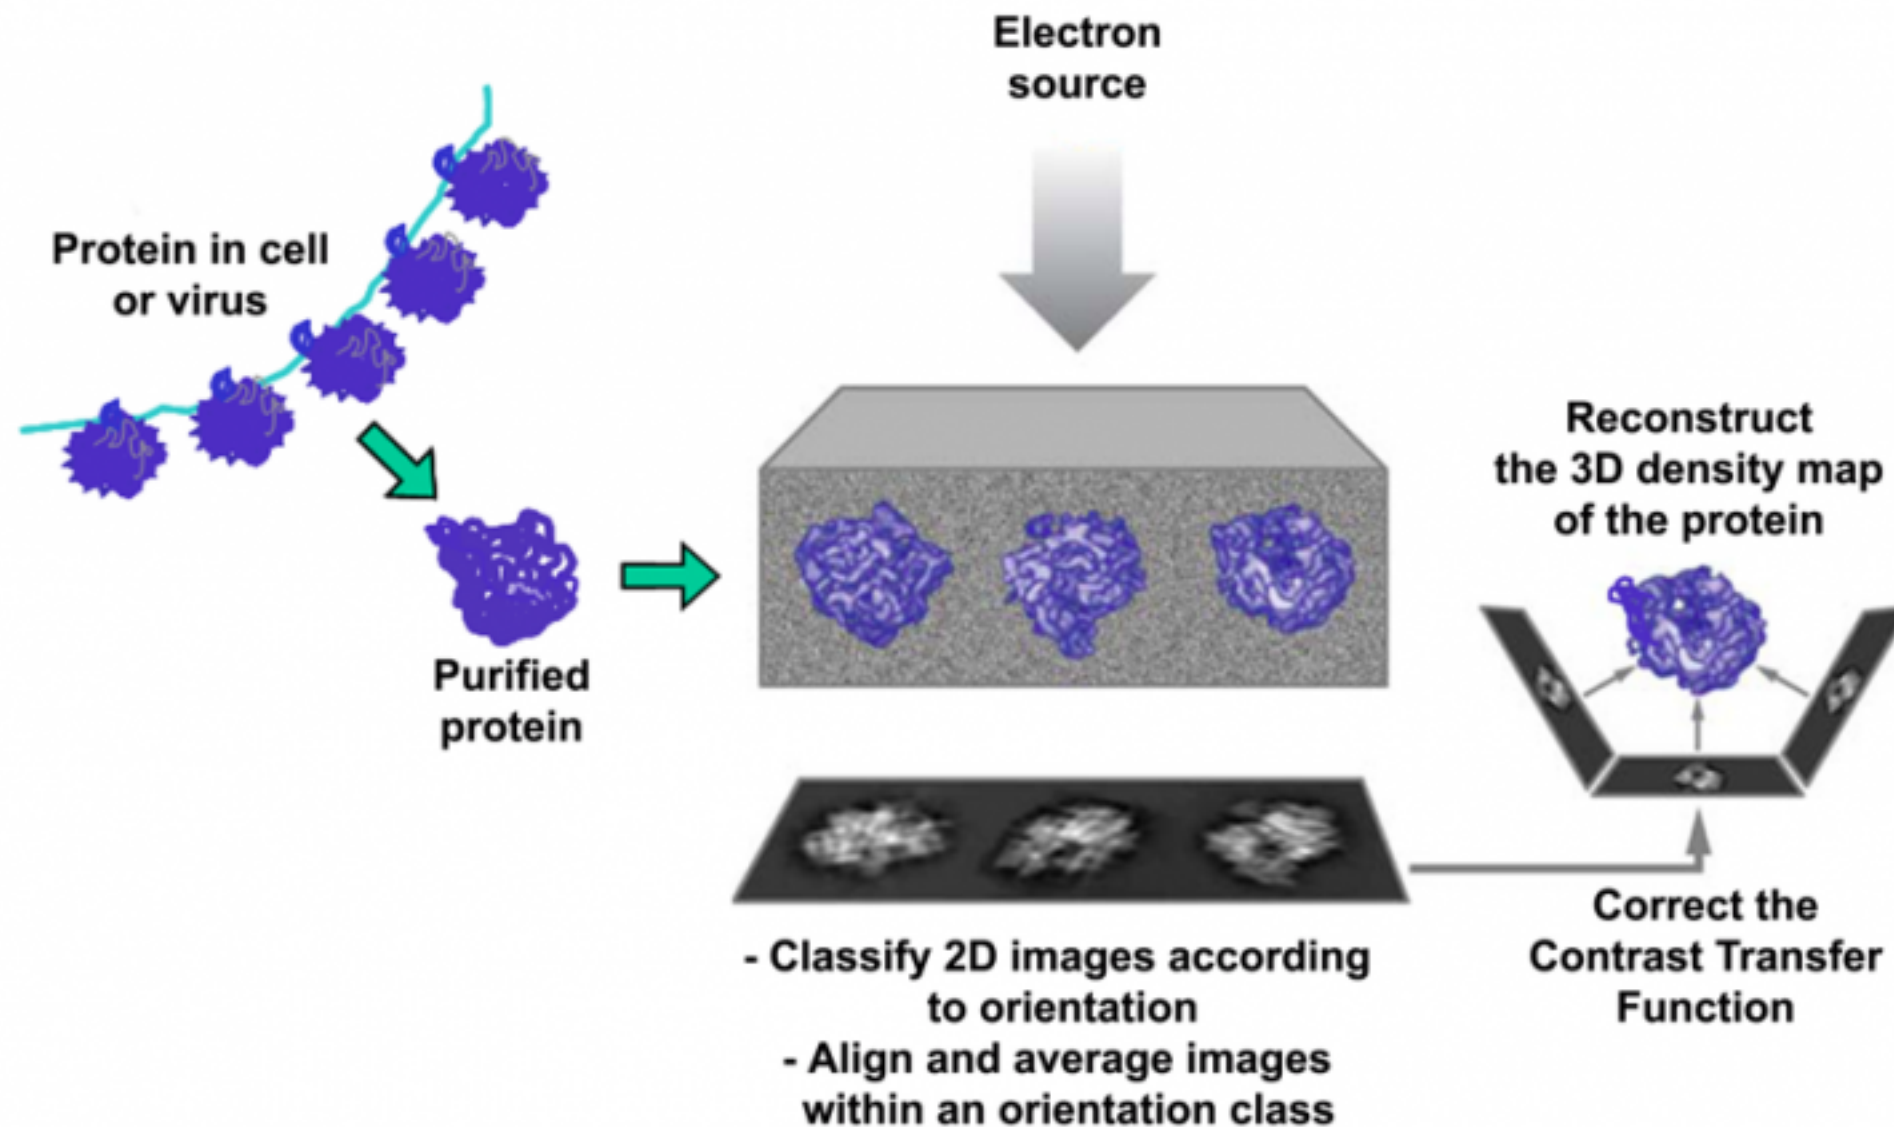 Electron
source
Protein in cell
or virus
Purified
protein
Reconstruct
the 3D density map
of the protein
- Classify 2D images according
to orientation
- Align and average images
within an orientation class
Correct the
Contrast Transfer
Function